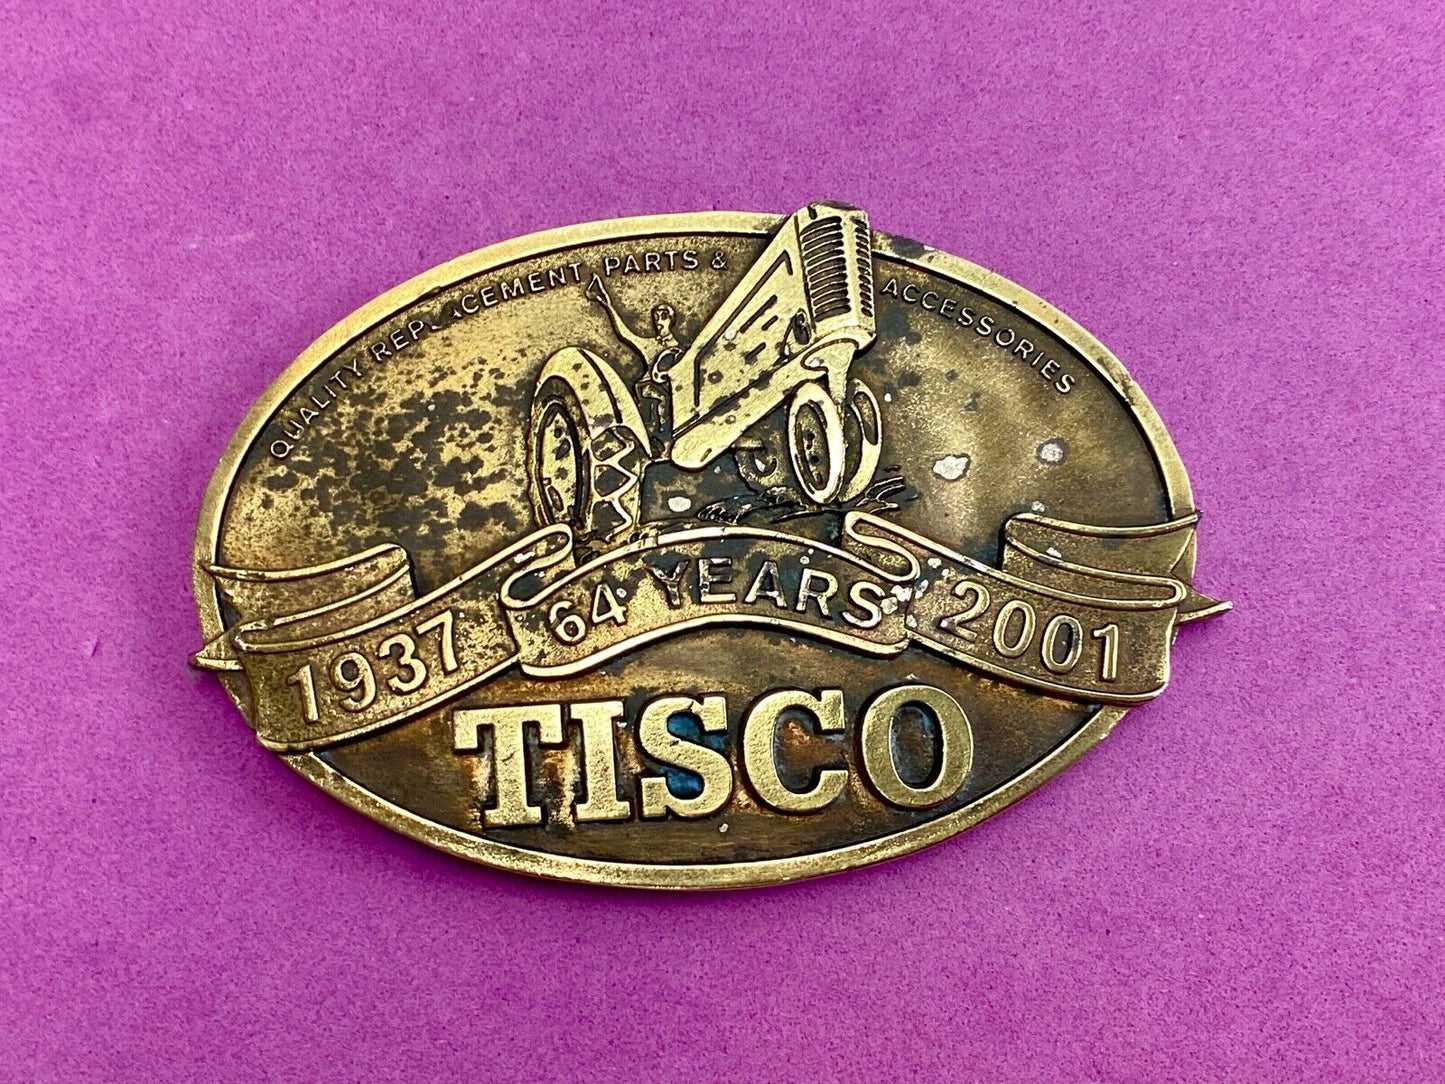 QUALITY REPLACEMENT PARTS & ACCESSORIES
1937 64 YEARS 2001
TISCO